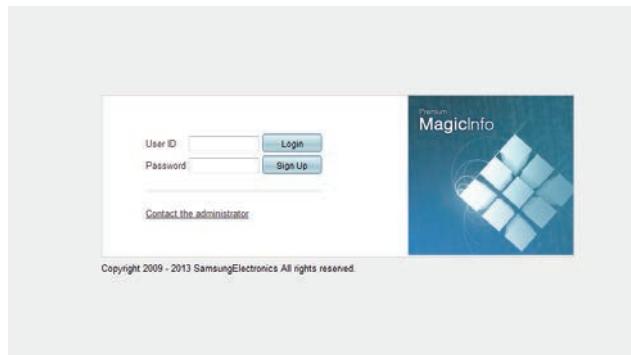 Premium
MagicInfo
User ID
Login
Password
Sign Up
Contact the administrator
Copyright 2009 - 2013 SamsungElectronics All rights reserved.